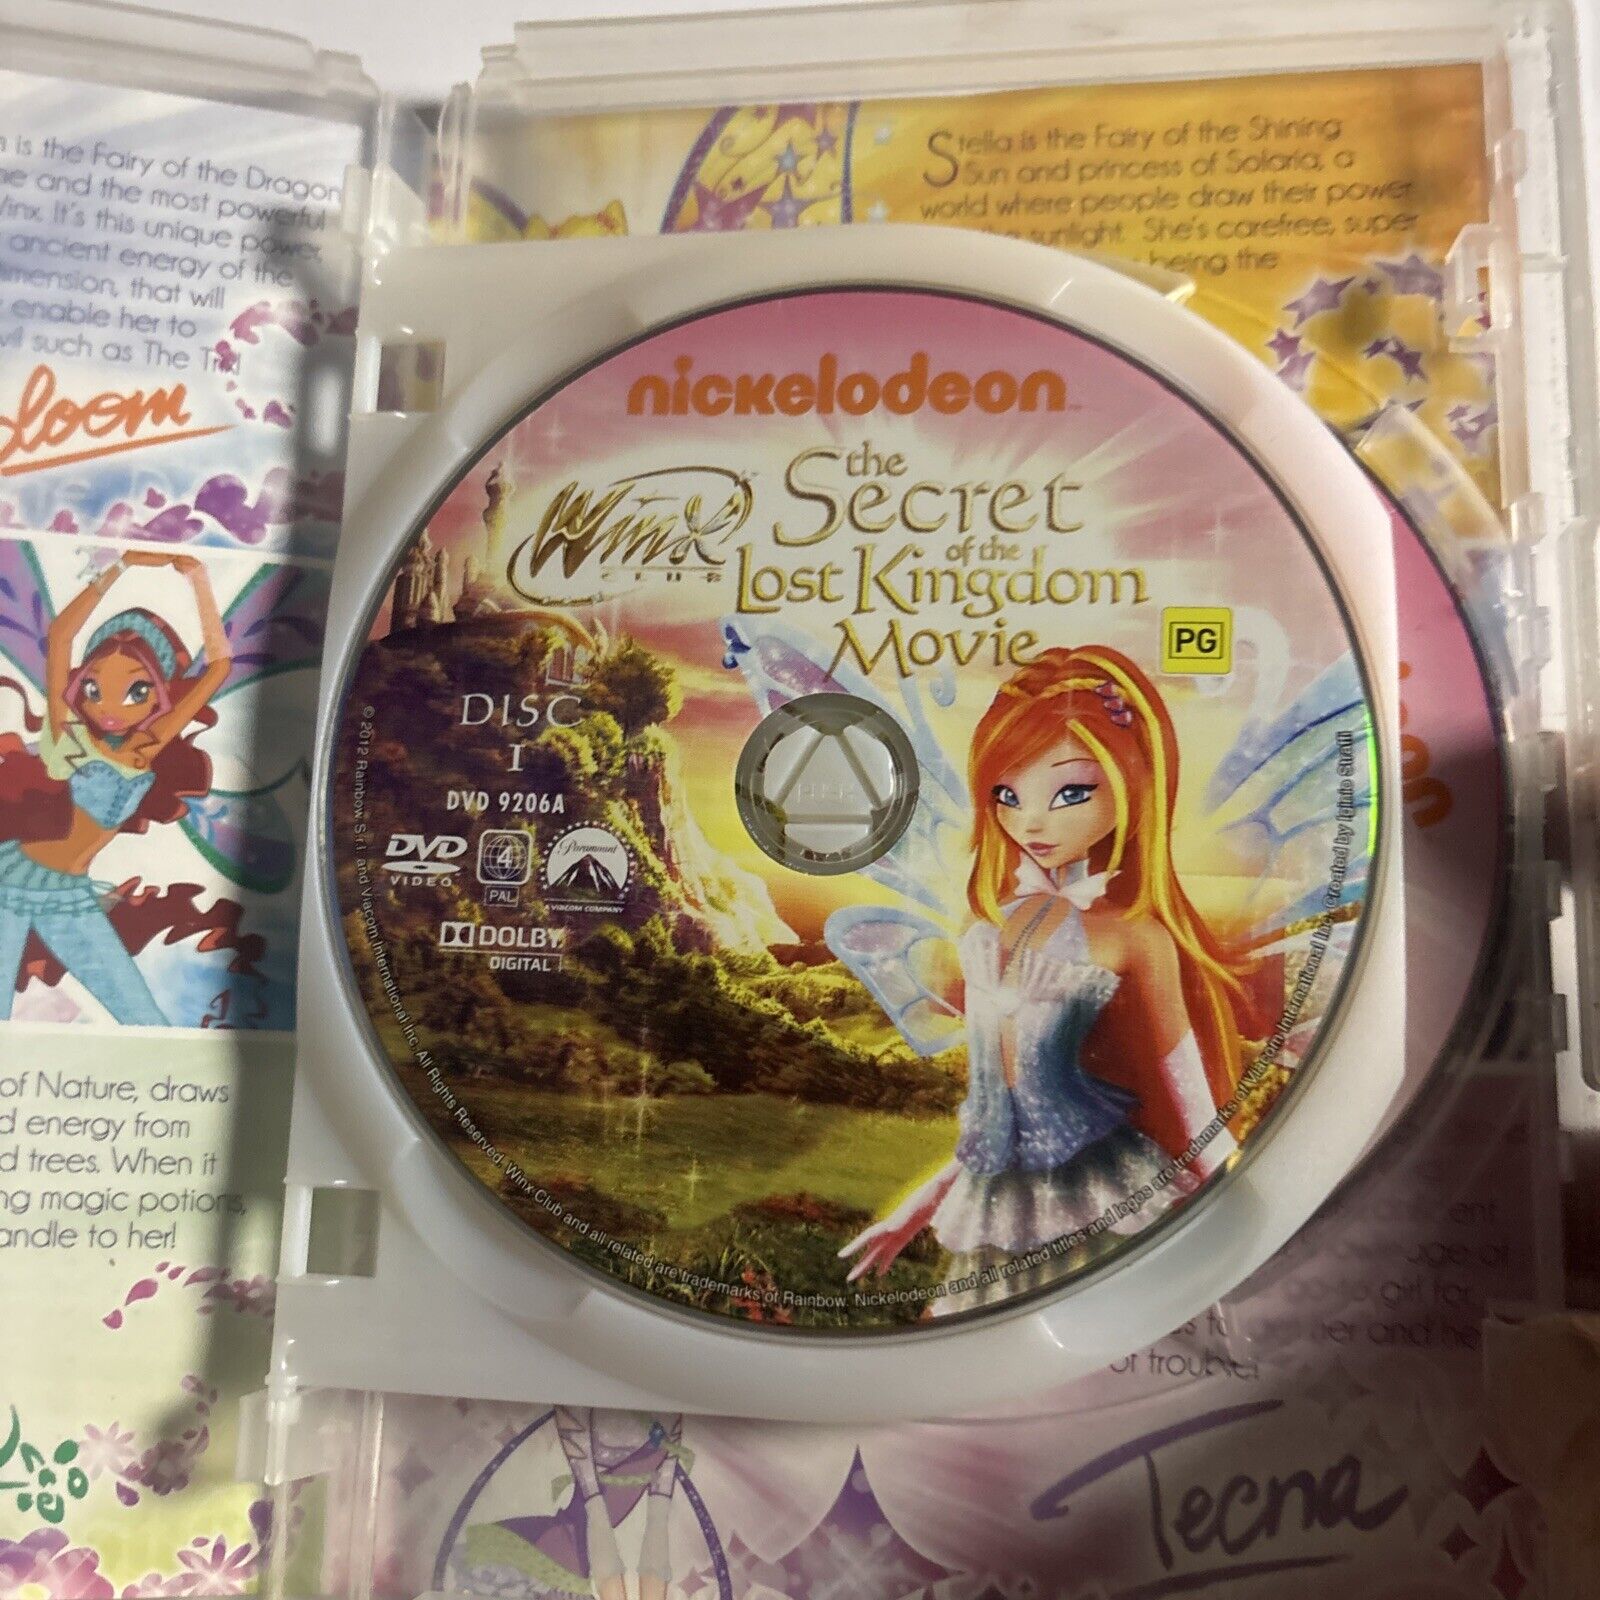 is the Fairy of the Dragon
and the most powerful
Winx. It's this unique power,
ancient energy of the
that will
enable her to
such as The Trix!
Bloom
of Nature, draws
energy from
trees. When it
magic potions,
to her!
Stella is the Fairy of the Shining
Sun and princess of Solaria, a
world where people draw their power
sunlight. She's carefree, super
being the
nickelodeon
Winx
CLUB
the
Secret
of the
Lost Kingdom
Movie
PG
DISC
1
DVD 9206A
DVD
VIDEO
4
PAL
Paramount
A VIACOM COMPANY
DOLBY
DIGITAL
© 2012 Rainbow S.r.l. and Viacom International Inc. All Rights Reserved. Winx Club and all related are trademarks of Rainbow. Nickelodeon and all related titles and logos are trademarks of Viacom International Inc. Created by Iginio Straffi
on
girl for
her and he
of trouble!
Tecna